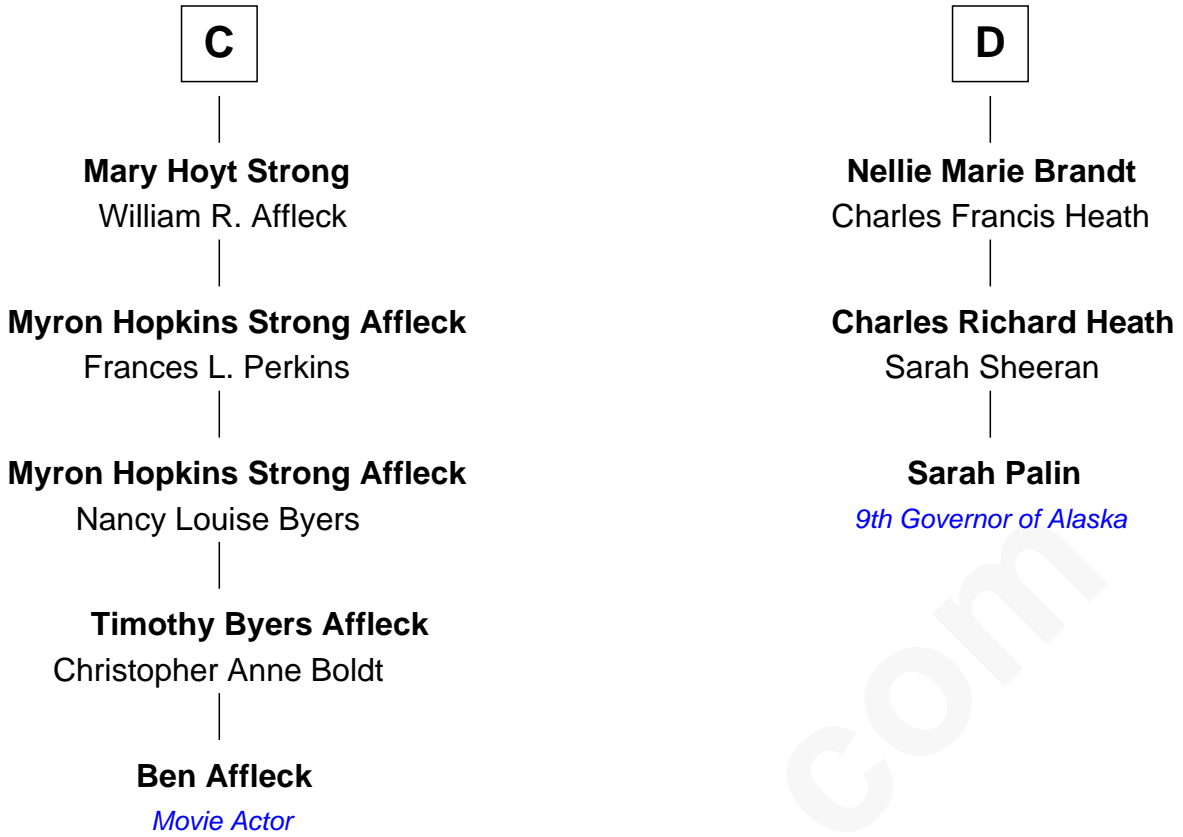 C
Mary Hoyt Strong
William R. Affleck
Myron Hopkins Strong Affleck
Frances L. Perkins
Myron Hopkins Strong Affleck
Nancy Louise Byers
Timothy Byers Affleck
Christopher Anne Boldt
Ben Affleck
Movie Actor
D
Nellie Marie Brandt
Charles Francis Heath
Charles Richard Heath
Sarah Sheeran
Sarah Palin
9th Governor of Alaska
com